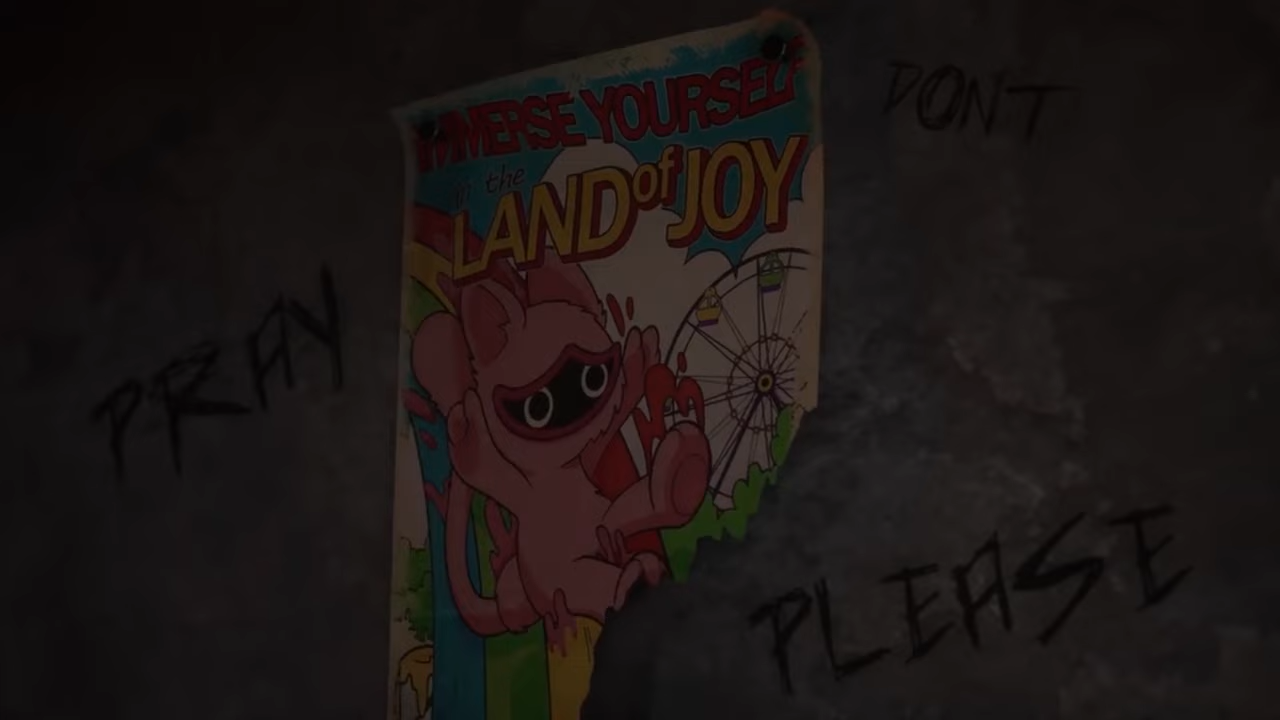 IMMERSE YOURSELF
in the
LAND of JOY
DONT
PRAY
PLEASE